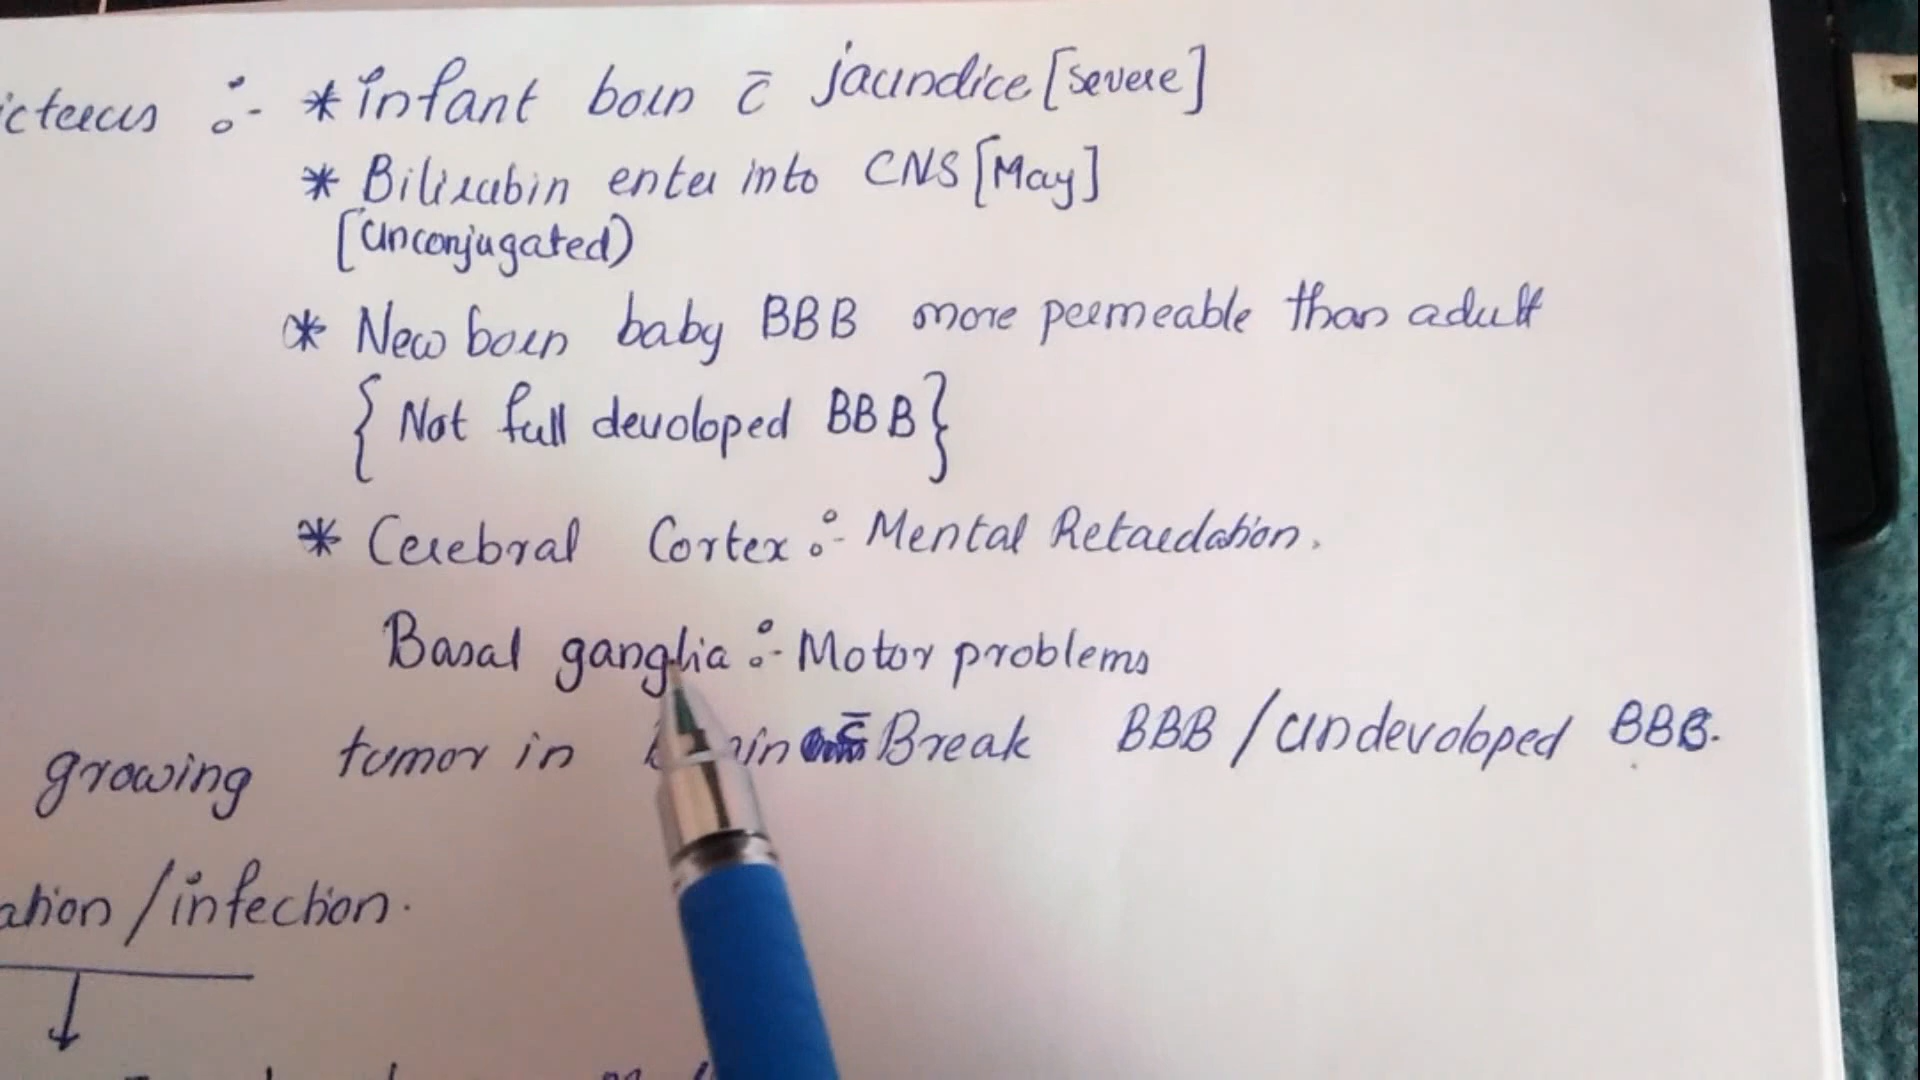 icterus :- * infant born c̄ jaundice [severe]
* Bilirubin enter into CNS [May]
[unconjugated)
* New born baby BBB more permeable than adult
{ Not full devoloped BBB }
* Cerebral Cortex :- Mental Retardation.
Basal ganglia :- Motor problems
growing tumor in c̄ Break BBB / undevoloped BBB.
ation / infection.